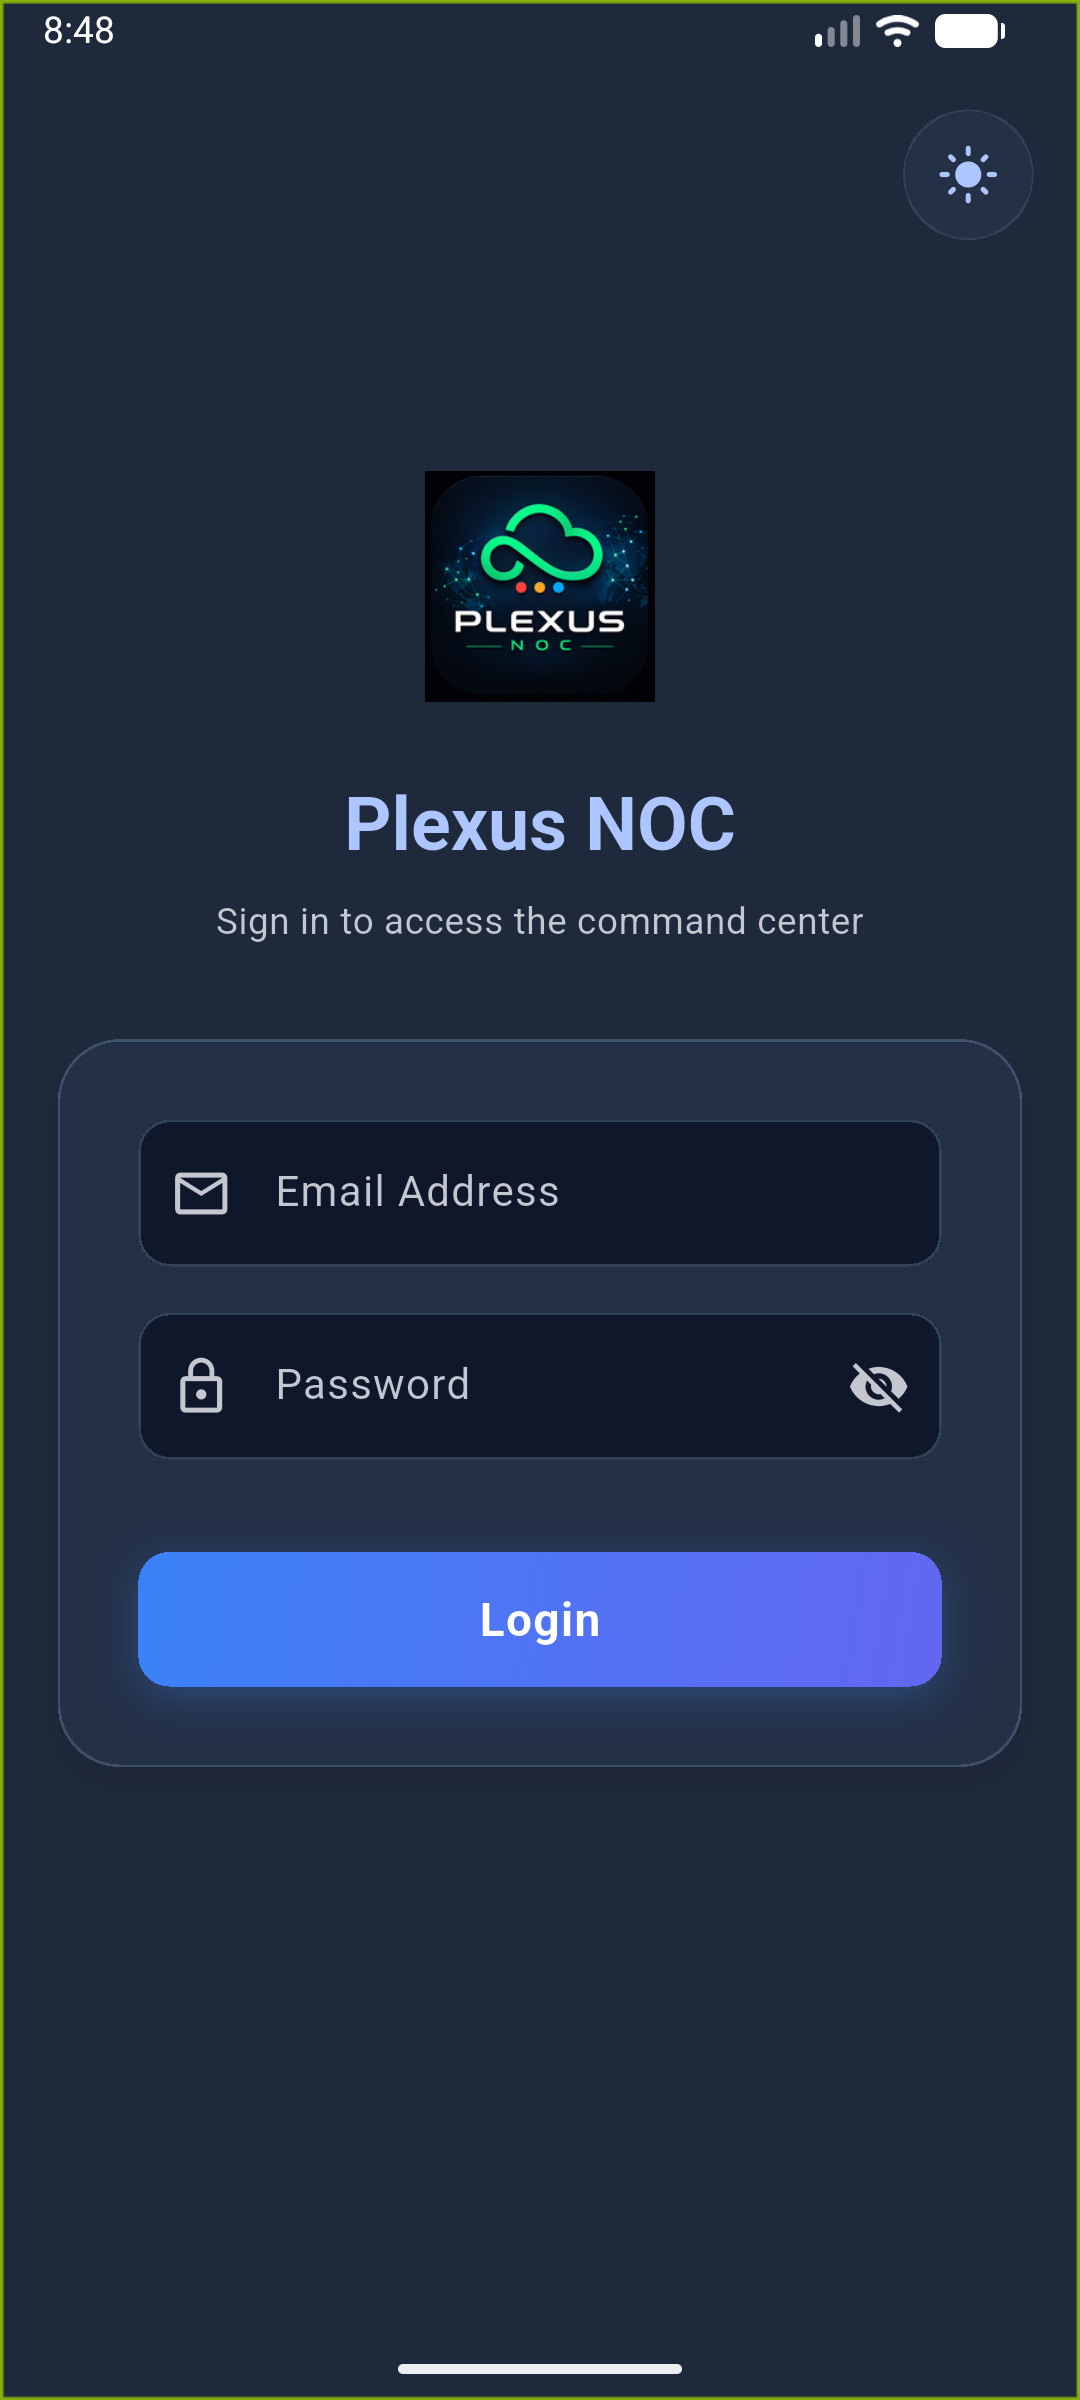 8:48
PLEXUS
NOC
Plexus NOC
Sign in to access the command center
Email Address
Password
Login